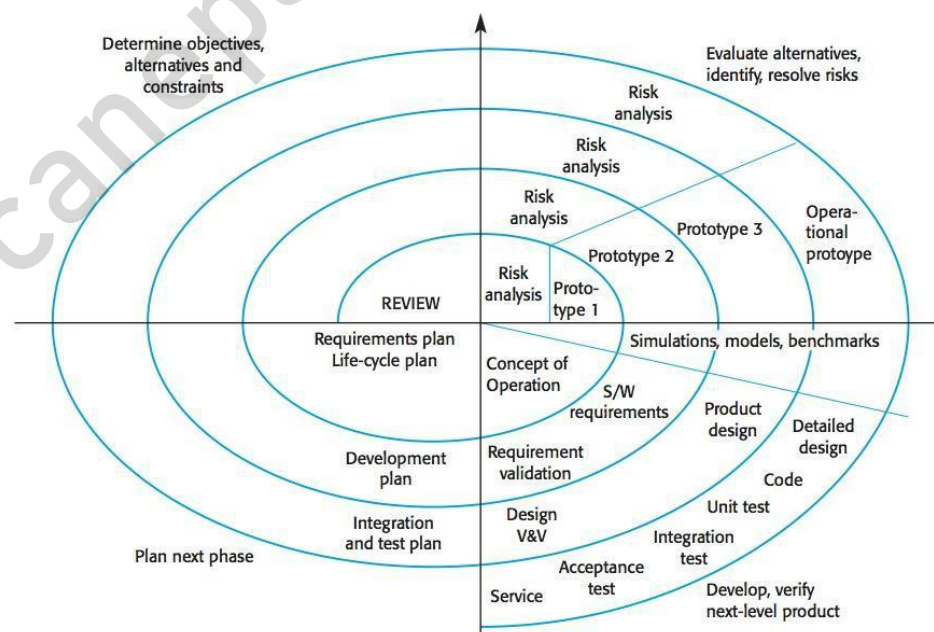 Determine objectives,
alternatives and
constraints
Evaluate alternatives,
identify, resolve risks
Risk
analysis
Risk
analysis
Risk
analysis
Risk
analysis
Proto-
type 1
Prototype 2
Prototype 3
Opera-
tional
protoype
REVIEW
Requirements plan
Life-cycle plan
Simulations, models, benchmarks
Concept of
Operation
S/W
requirements
Product
design
Detailed
design
Development
plan
Requirement
validation
Code
Unit test
Integration
and test plan
Design
V&V
Integration
test
Acceptance
test
Service
Plan next phase
Develop, verify
next-level product